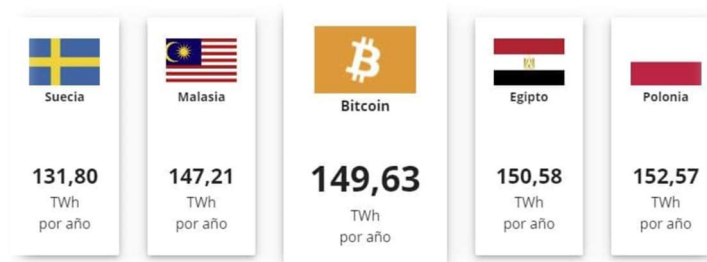 Suecia
131,80
TWh
por año
Malasia
147,21
TWh
por año
Bitcoin
149,63
TWh
por año
Egipto
150,58
TWh
por año
Polonia
152,57
TWh
por año